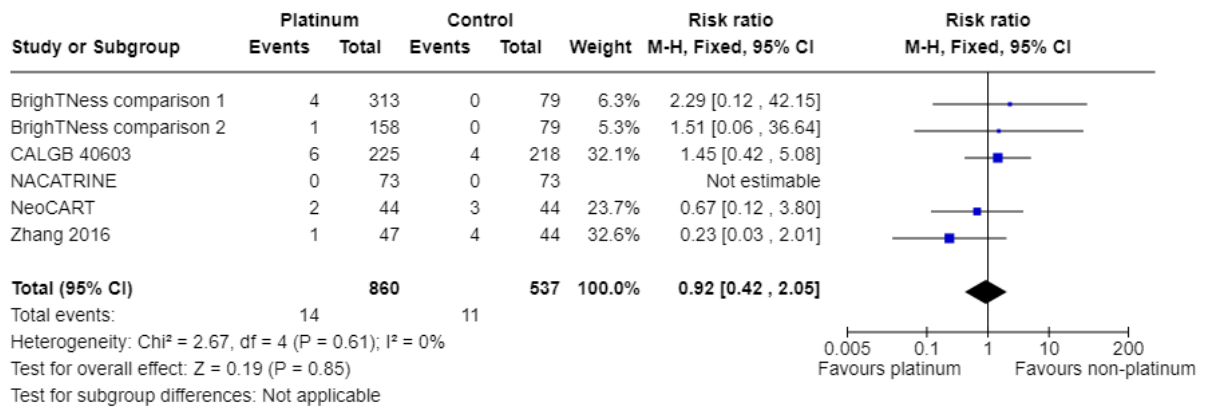 Platinum Control Risk ratio Risk ratio
Study or Subgroup Events Total Events Total Weight M-H, Fixed, 95% CI M-H, Fixed, 95% CI
BrighTNess comparison 1 4 313 0 79 6.3% 2.29 [0.12 , 42.15]
BrighTNess comparison 2 1 158 0 79 5.3% 1.51 [0.06 , 36.64]
CALGB 40603 6 225 4 218 32.1% 1.45 [0.42 , 5.08]
NACATRINE 0 73 0 73 Not estimable
NeoCART 2 44 3 44 23.7% 0.67 [0.12 , 3.80]
Zhang 2016 1 47 4 44 32.6% 0.23 [0.03 , 2.01]
Total (95% CI) 860 537 100.0% 0.92 [0.42 , 2.05]
Total events: 14 11
Heterogeneity: Chi² = 2.67, df = 4 (P = 0.61); I² = 0%
Test for overall effect: Z = 0.19 (P = 0.85)
Test for subgroup differences: Not applicable
0.005 0.1 1 10 200
Favours platinum Favours non-platinum